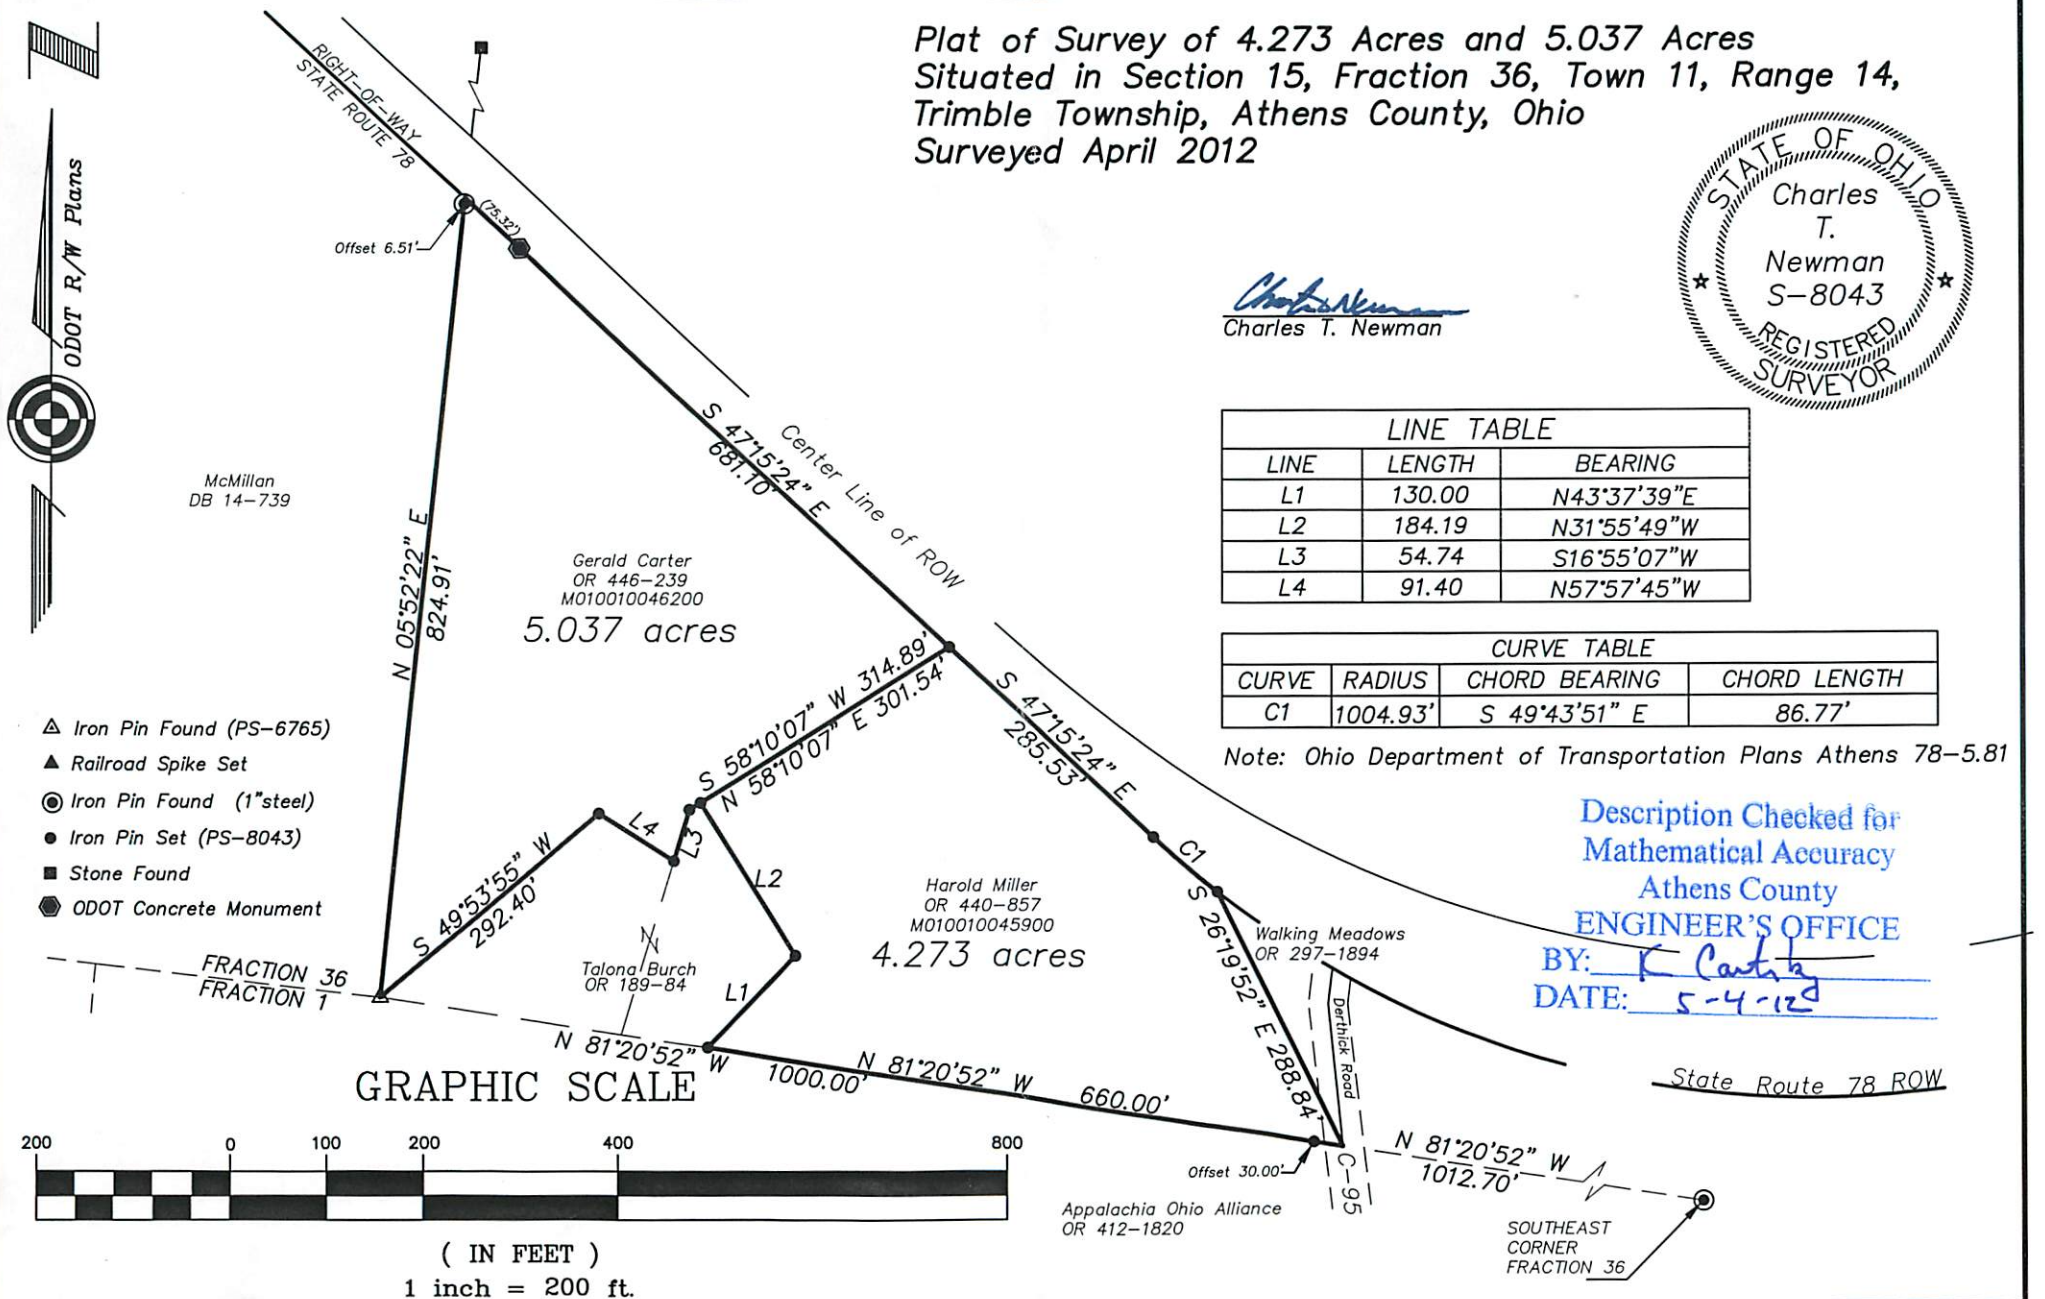 Plat of Survey of 4.273 Acres and 5.037 Acres
Situated in Section 15, Fraction 36, Town 11, Range 14,
Trimble Township, Athens County, Ohio
Surveyed April 2012
STATE OF OHIO
Charles
T.
Newman
S-8043
REGISTERED
SURVEYOR
Charles T. Newman
ODOT R/W Plans
RIGHT-OF-WAY
STATE ROUTE 78
(75.32')
Offset 6.51'
McMillan
DB 14-739
N 05°52'22" E
824.91'
S 47°15'24" E
681.10'
Center Line of ROW
Gerald Carter
OR 446-239
M010010046200
5.037 acres
S 58°10'07" W 314.89'
N 58°10'07" E 301.54'
S 47°15'24" E
285.53'
LINE TABLE
LINE LENGTH BEARING
L1 130.00 N43°37'39"E
L2 184.19 N31°55'49"W
L3 54.74 S16°55'07"W
L4 91.40 N57°57'45"W
CURVE TABLE
CURVE RADIUS CHORD BEARING CHORD LENGTH
C1 1004.93' S 49°43'51" E 86.77'
Note: Ohio Department of Transportation Plans Athens 78-5.81
Iron Pin Found (PS-6765)
Railroad Spike Set
Iron Pin Found (1"steel)
Iron Pin Set (PS-8043)
Stone Found
ODOT Concrete Monument
S 49°53'55" W
292.40'
L4
L3
L2
L1
C1
Harold Miller
OR 440-857
M010010045900
4.273 acres
Talona Burch
OR 189-84
S 26°19'52" E 288.84'
Walking Meadows
OR 297-1894
Derthick Road
C-95
Description Checked for
Mathematical Accuracy
Athens County
ENGINEER'S OFFICE
BY:
DATE: 5-4-12
State Route 78 ROW
FRACTION 36
FRACTION 1
N 81°20'52" W
1000.00'
N 81°20'52" W
660.00'
Offset 30.00'
N 81°20'52" W
1012.70'
SOUTHEAST
CORNER
FRACTION 36
Appalachia Ohio Alliance
OR 412-1820
GRAPHIC SCALE
200 0 100 200 400 800
( IN FEET )
1 inch = 200 ft.